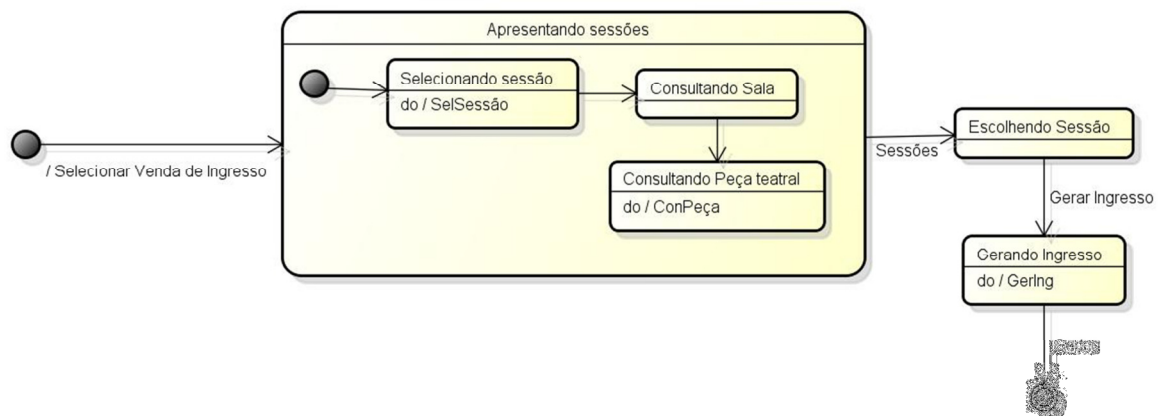 Apresentando sessões
Selecionando sessão
do / SelSessão
Consultando Sala
Consultando Peça teatral
do / ConPeça
/ Selecionar Venda de Ingresso
Sessões
Escolhendo Sessão
Gerar Ingresso
Gerando Ingresso
do / GerIng